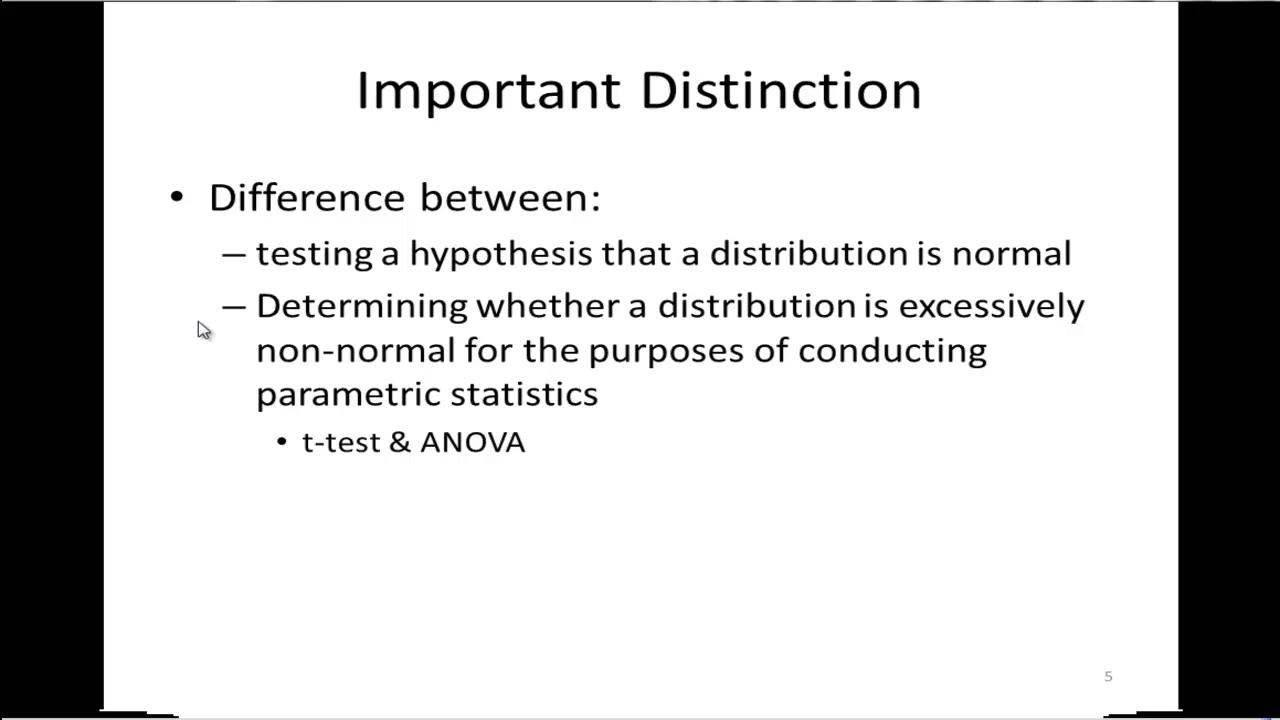 Important Distinction
• Difference between:
– testing a hypothesis that a distribution is normal
– Determining whether a distribution is excessively
non-normal for the purposes of conducting
parametric statistics
• t-test & ANOVA
5